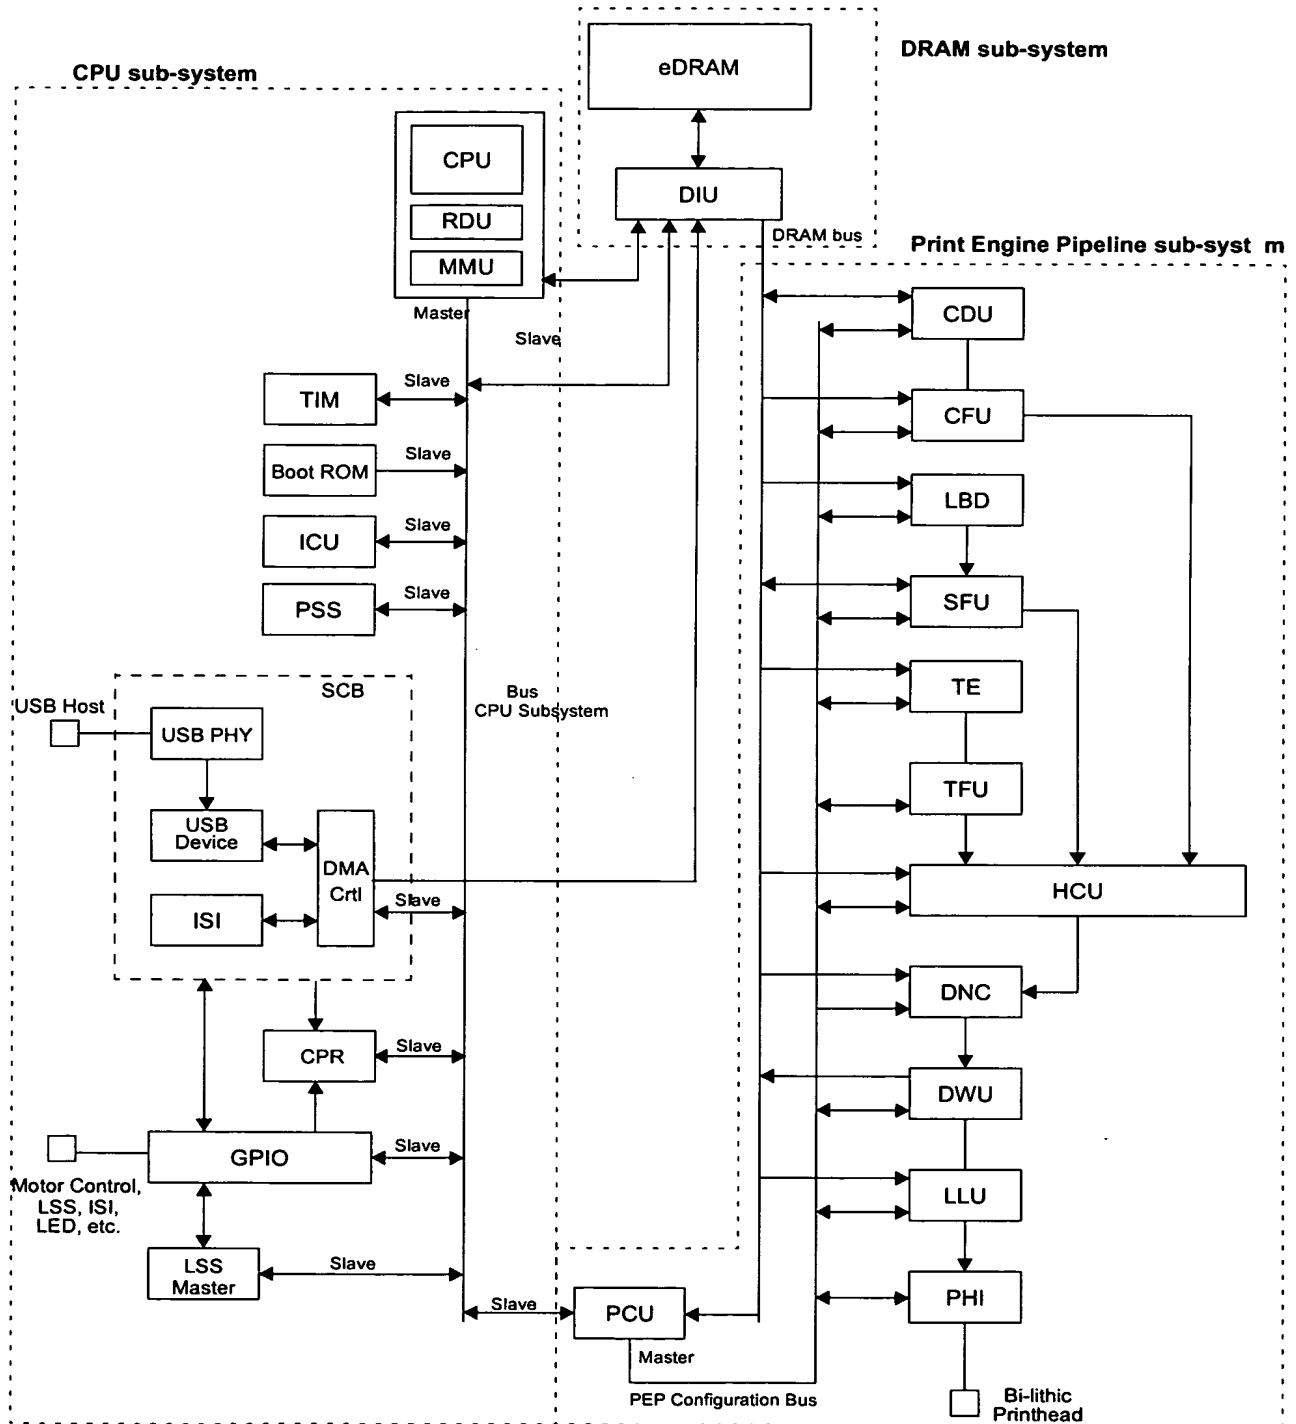 DRAM sub-system
CPU sub-system
eDRAM
CPU
RDU
MMU
Master
DIU
DRAM bus
Print Engine Pipeline sub-syst m
Slave
TIM
Slave
Boot ROM
Slave
ICU
Slave
PSS
Slave
SCB
Bus
CPU Subsystem
USB Host
USB PHY
USB
Device
DMA
Crtl
ISI
Slave
CPR
Slave
GPIO
Slave
Motor Control,
LSS, ISI,
LED, etc.
LSS
Master
Slave
Slave
PCU
Master
PEP Configuration Bus
CDU
CFU
LBD
SFU
TE
TFU
HCU
DNC
DWU
LLU
PHI
Bi-lithic
Printhead